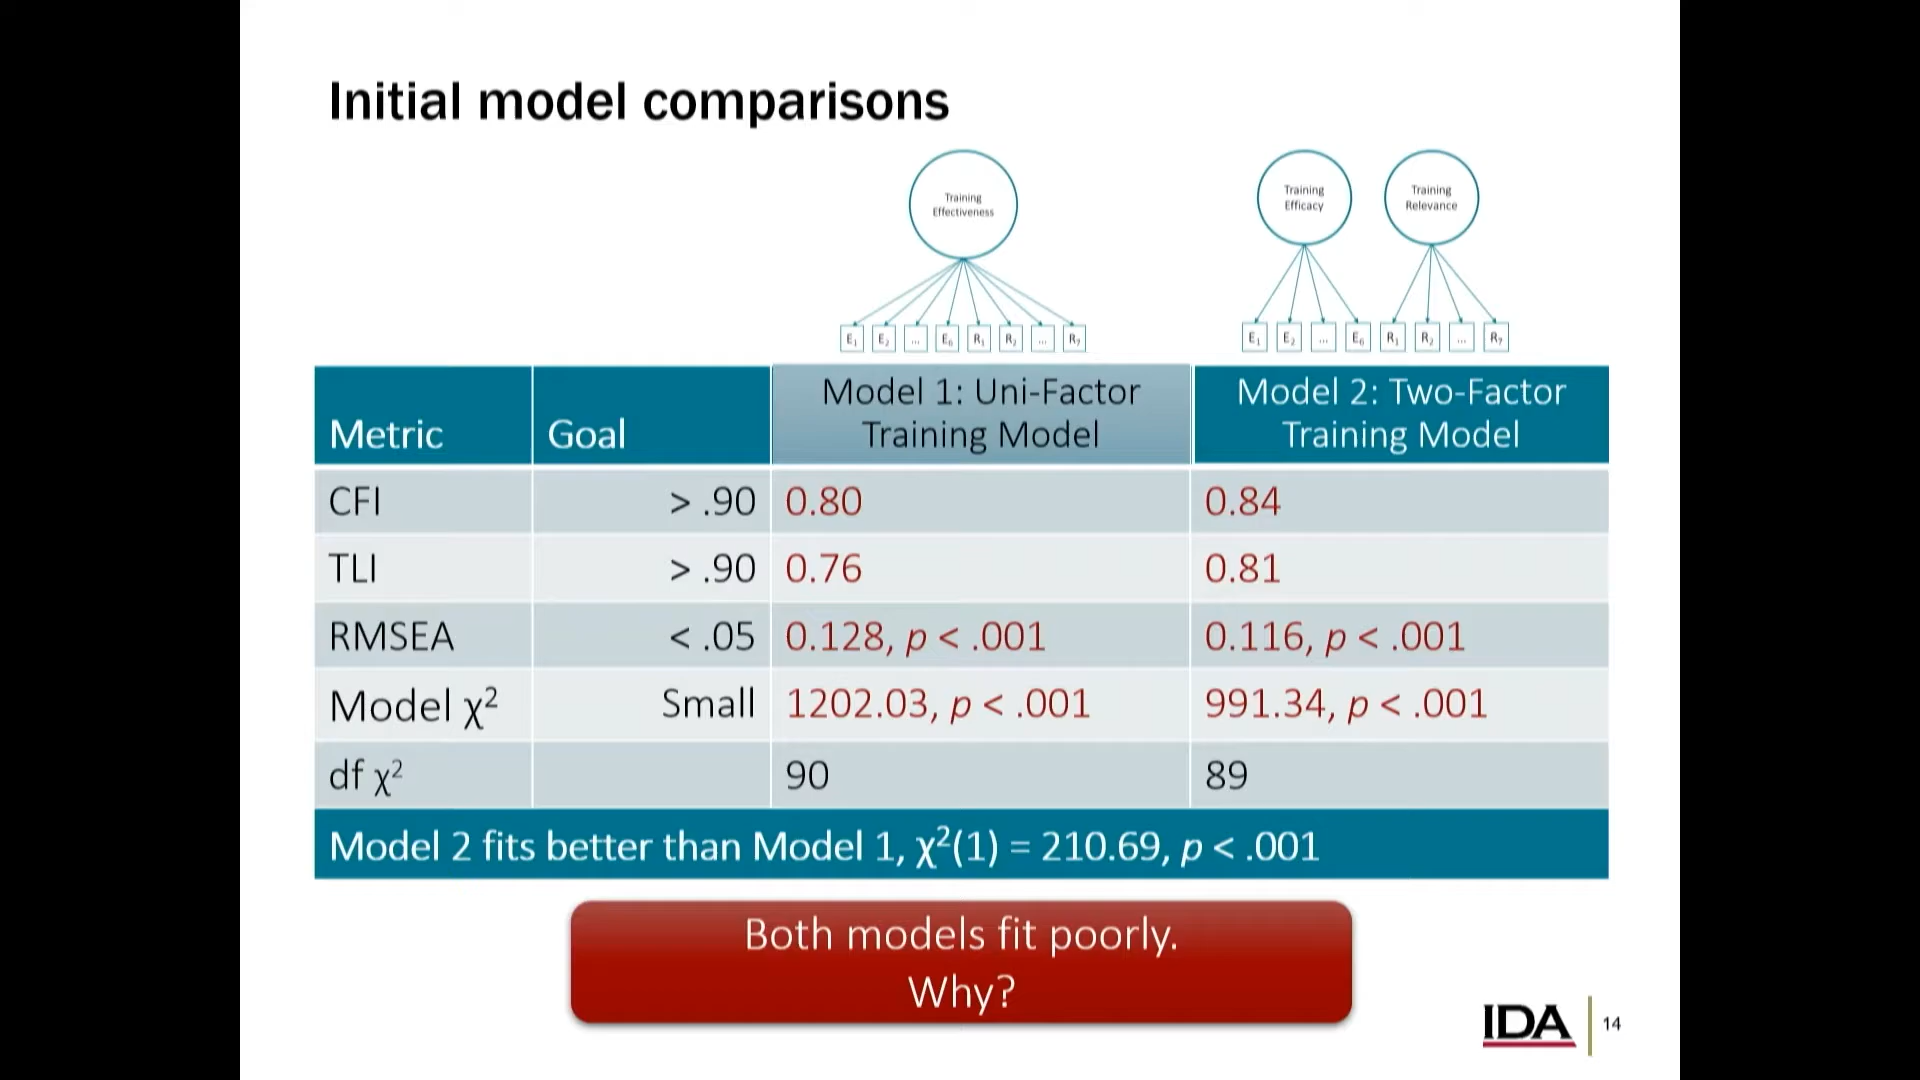 Initial model comparisons
Training
Effectiveness
Training
Efficacy
Training
Relevance
E₁ E₂ ... E₆ R₁ R₂ ... R₇
E₁ E₂ ... E₆ R₁ R₂ ... R₇
Metric Goal Model 1: Uni-Factor Training Model Model 2: Two-Factor Training Model
CFI > .90 0.80 0.84
TLI > .90 0.76 0.81
RMSEA < .05 0.128, p < .001 0.116, p < .001
Model χ² Small 1202.03, p < .001 991.34, p < .001
df χ² 90 89
Model 2 fits better than Model 1, χ²(1) = 210.69, p < .001
Both models fit poorly.
Why?
IDA 14